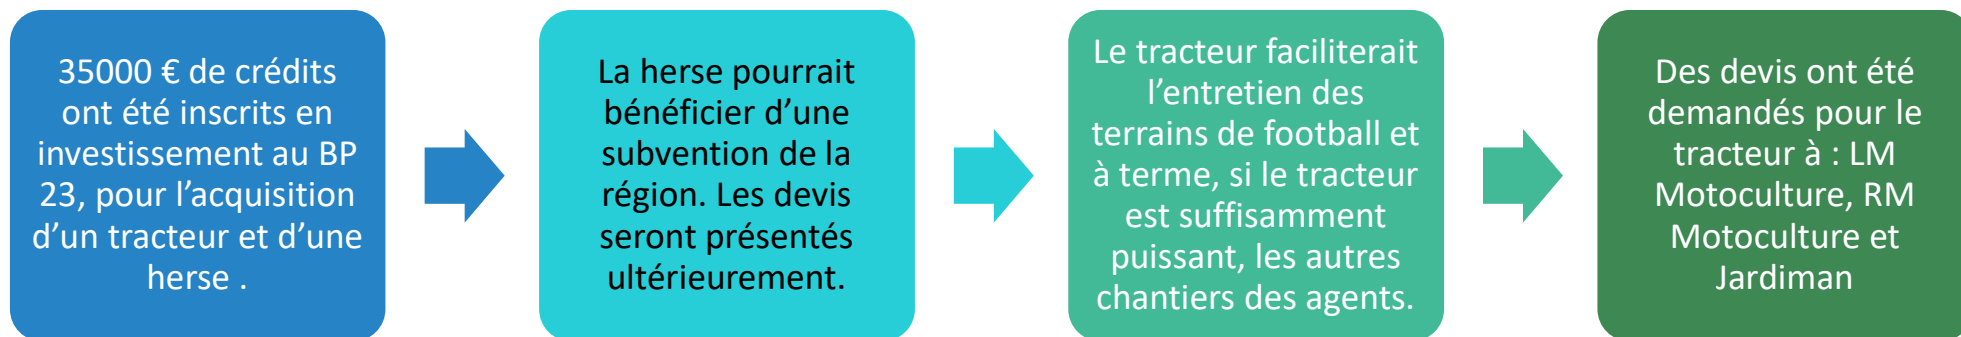 35000 € de crédits
ont été inscrits en
investissement au BP
23, pour l’acquisition
d’un tracteur et d’une
herse .
La herse pourrait
bénéficier d’une
subvention de la
région. Les devis
seront présentés
ultérieurement.
Le tracteur faciliterait
l’entretien des
terrains de football et
à terme, si le tracteur
est suffisamment
puissant, les autres
chantiers des agents.
Des devis ont été
demandés pour le
tracteur à : LM
Motoculture, RM
Motoculture et
Jardiman